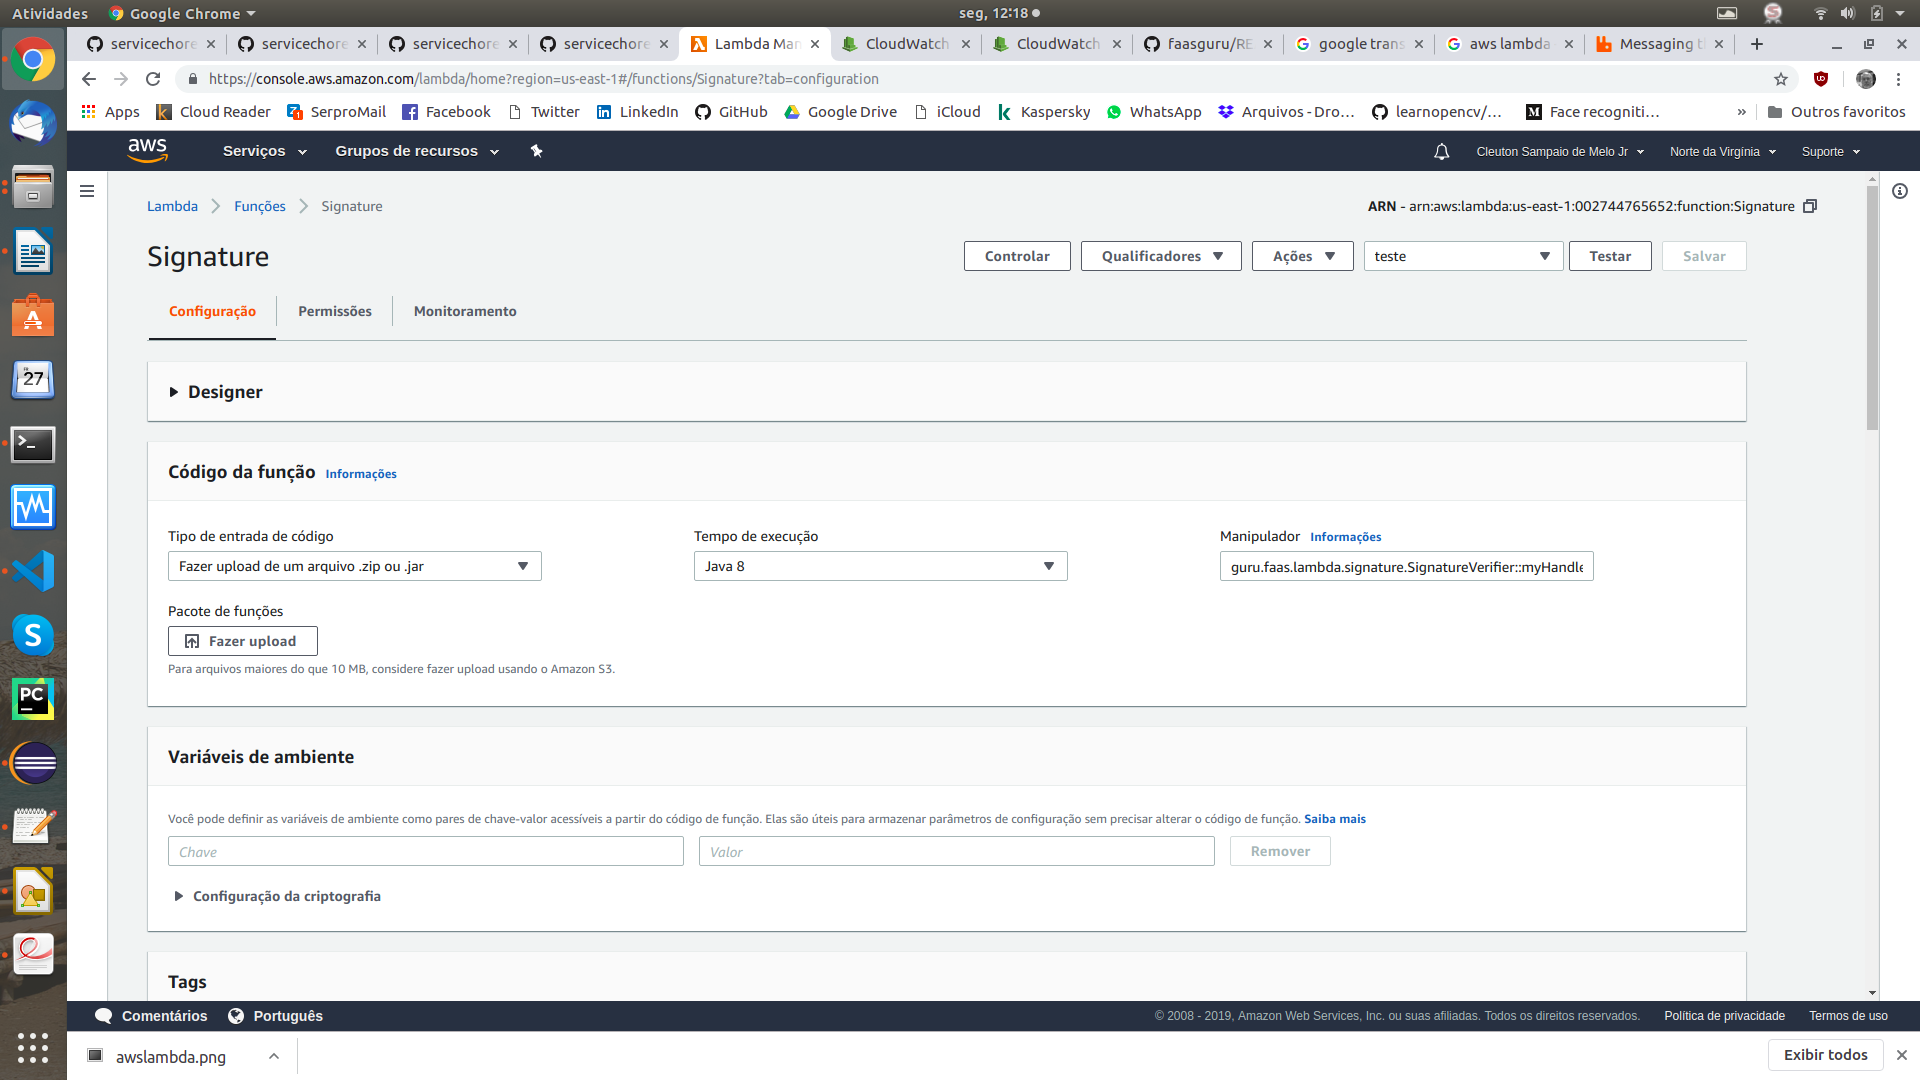 Atividades
Google Chrome
seg, 12:18
servicechore
servicechore
servicechore
servicechore
Lambda Man
CloudWatch
CloudWatch
faasguru/RE
google trans
aws lambda
Messaging t
https://console.aws.amazon.com/lambda/home?region=us-east-1#/functions/Signature?tab=configuration
Apps
Cloud Reader
SerproMail
Facebook
Twitter
LinkedIn
GitHub
Google Drive
iCloud
Kaspersky
WhatsApp
Arquivos - Dro...
learnopencv/...
Face recogniti...
»
Outros favoritos
aws
Serviços
Grupos de recursos
Cleuton Sampaio de Melo Jr
Norte da Virgínia
Suporte
Lambda
Funções
Signature
ARN - arn:aws:lambda:us-east-1:002744765652:function:Signature
Signature
Controlar
Qualificadores
Ações
teste
Testar
Salvar
Configuração
Permissões
Monitoramento
Designer
Código da função Informações
Tipo de entrada de código
Tempo de execução
Manipulador Informações
Fazer upload de um arquivo .zip ou .jar
Java 8
guru.faas.lambda.signature.SignatureVerifier::myHandle
Pacote de funções
Fazer upload
Para arquivos maiores do que 10 MB, considere fazer upload usando o Amazon S3.
Variáveis de ambiente
Você pode definir as variáveis de ambiente como pares de chave-valor acessíveis a partir do código de função. Elas são úteis para armazenar parâmetros de configuração sem precisar alterar o código de função. Saiba mais
Chave
Valor
Remover
Configuração da criptografia
Tags
Comentários
Português
© 2008 - 2019, Amazon Web Services, Inc. ou suas afiliadas. Todos os direitos reservados.
Política de privacidade
Termos de uso
awslambda.png
Exibir todos
27
PC